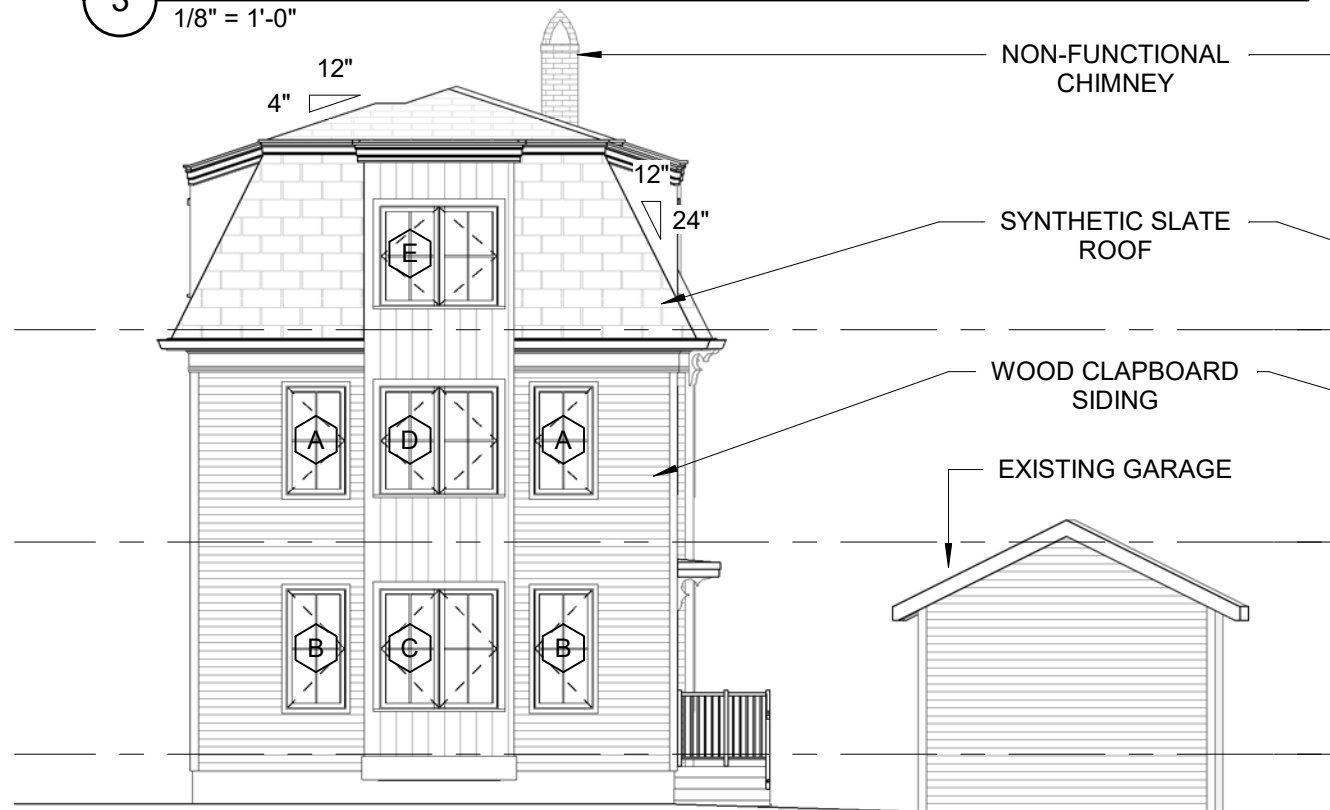 3
1/8" = 1'-0"
12"
4"
NON-FUNCTIONAL
CHIMNEY
12"
24"
SYNTHETIC SLATE
ROOF
E
WOOD CLAPBOARD
SIDING
A
D
A
EXISTING GARAGE
B
C
B